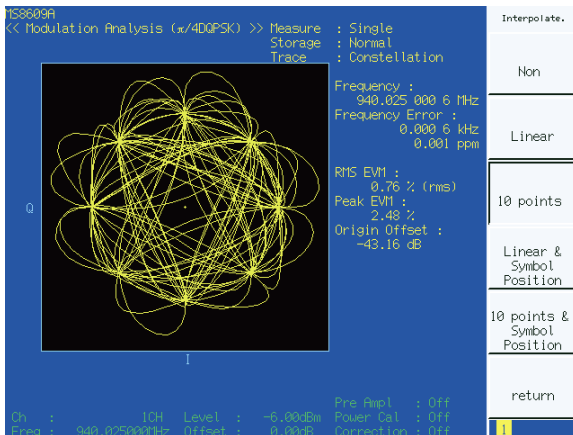 MS8609A
<< Modulation Analysis (π/4DQPSK) >> Measure : Single
Storage : Normal
Trace : Constellation
Frequency :
940.025 000 6 MHz
Frequency Error :
0.000 6 kHz
0.001 ppm
RMS EVM :
0.76 % (rms)
Peak EVM :
2.48 %
Origin Offset :
-43.16 dB
Q
I
Pre Ampl : Off
Ch : 1CH Level : -6.00dBm Power Cal : Off
Freq : 940.025000MHz Offset : 0.00dB Correction : Off
Interpolate.
Non
Linear
10 points
Linear &
Symbol
Position
10 points &
Symbol
Position
return
1